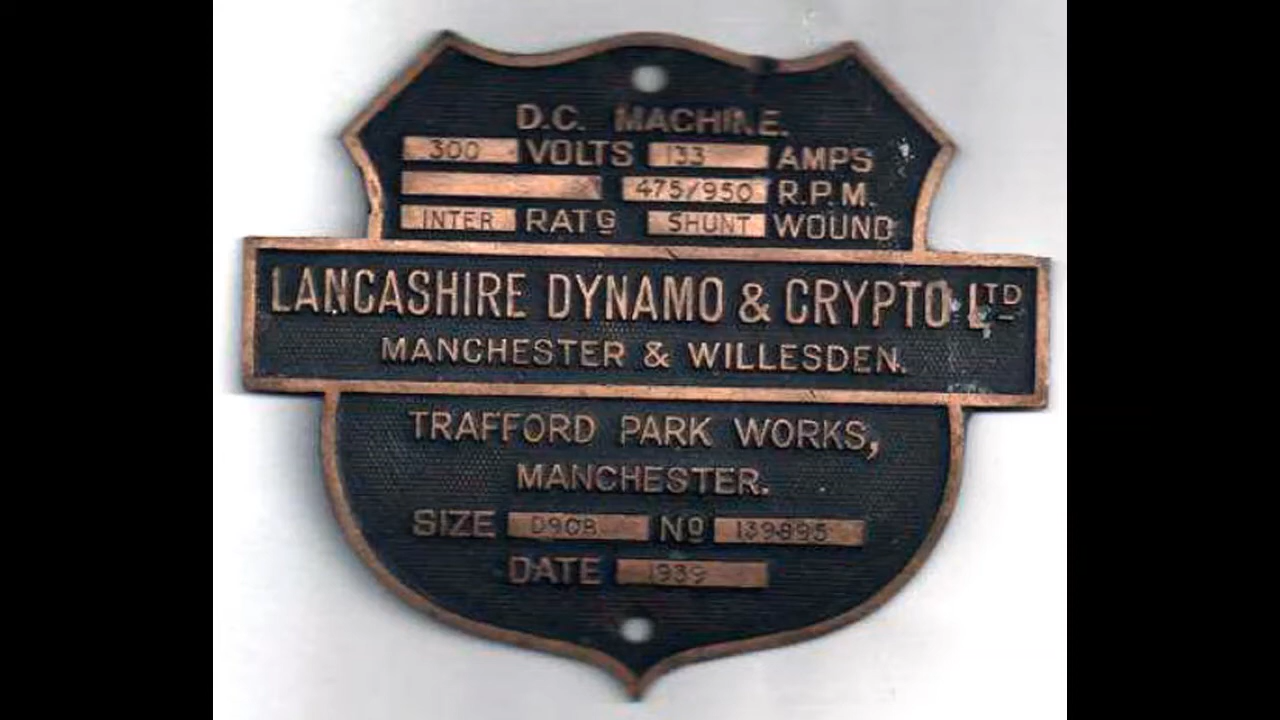 D.C. MACHINE.
300 VOLTS 133 AMPS
475/950 R.P.M.
INTER RATG SHUNT WOUND
LANCASHIRE DYNAMO & CRYPTO LTD
MANCHESTER & WILLESDEN.
TRAFFORD PARK WORKS,
MANCHESTER.
SIZE D908 No 139895
DATE 1939